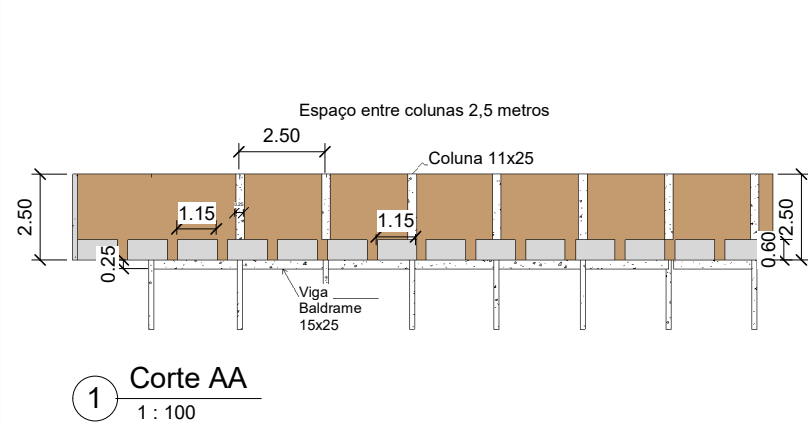 Espaço entre colunas 2,5 metros
2.50
Coluna 11x25
2.50
1.15
1.15
2.50
0.60
0.25
Viga
Baldrame
15x25
1
Corte AA
1 : 100